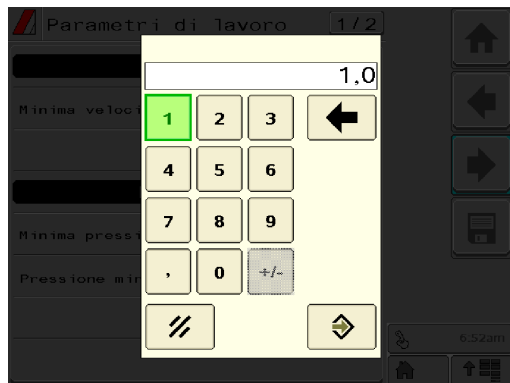 Parametri di lavoro 1/2
1,0
Minima veloci
1 2 3
4 5 6
7 8 9
Minima pressi
, 0 +/-
Pressione min
6:52am